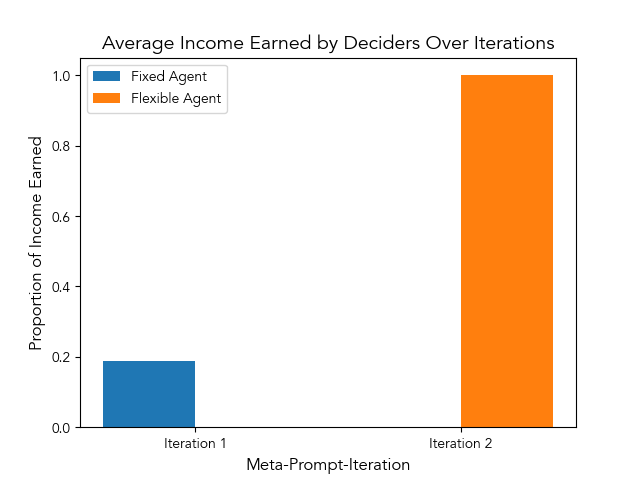 Average Income Earned by Deciders Over Iterations
Fixed Agent
Flexible Agent
Proportion of Income Earned
1.0
0.8
0.6
0.4
0.2
0.0
Iteration 1
Iteration 2
Meta-Prompt-Iteration